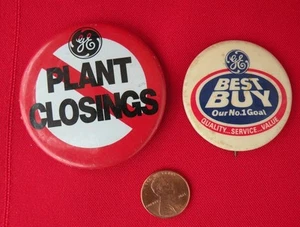 GE
PLANT
CLOSINGS
GE
BEST
BUY
Our No.1 Goal
QUALITY...SERVICE...VALUE